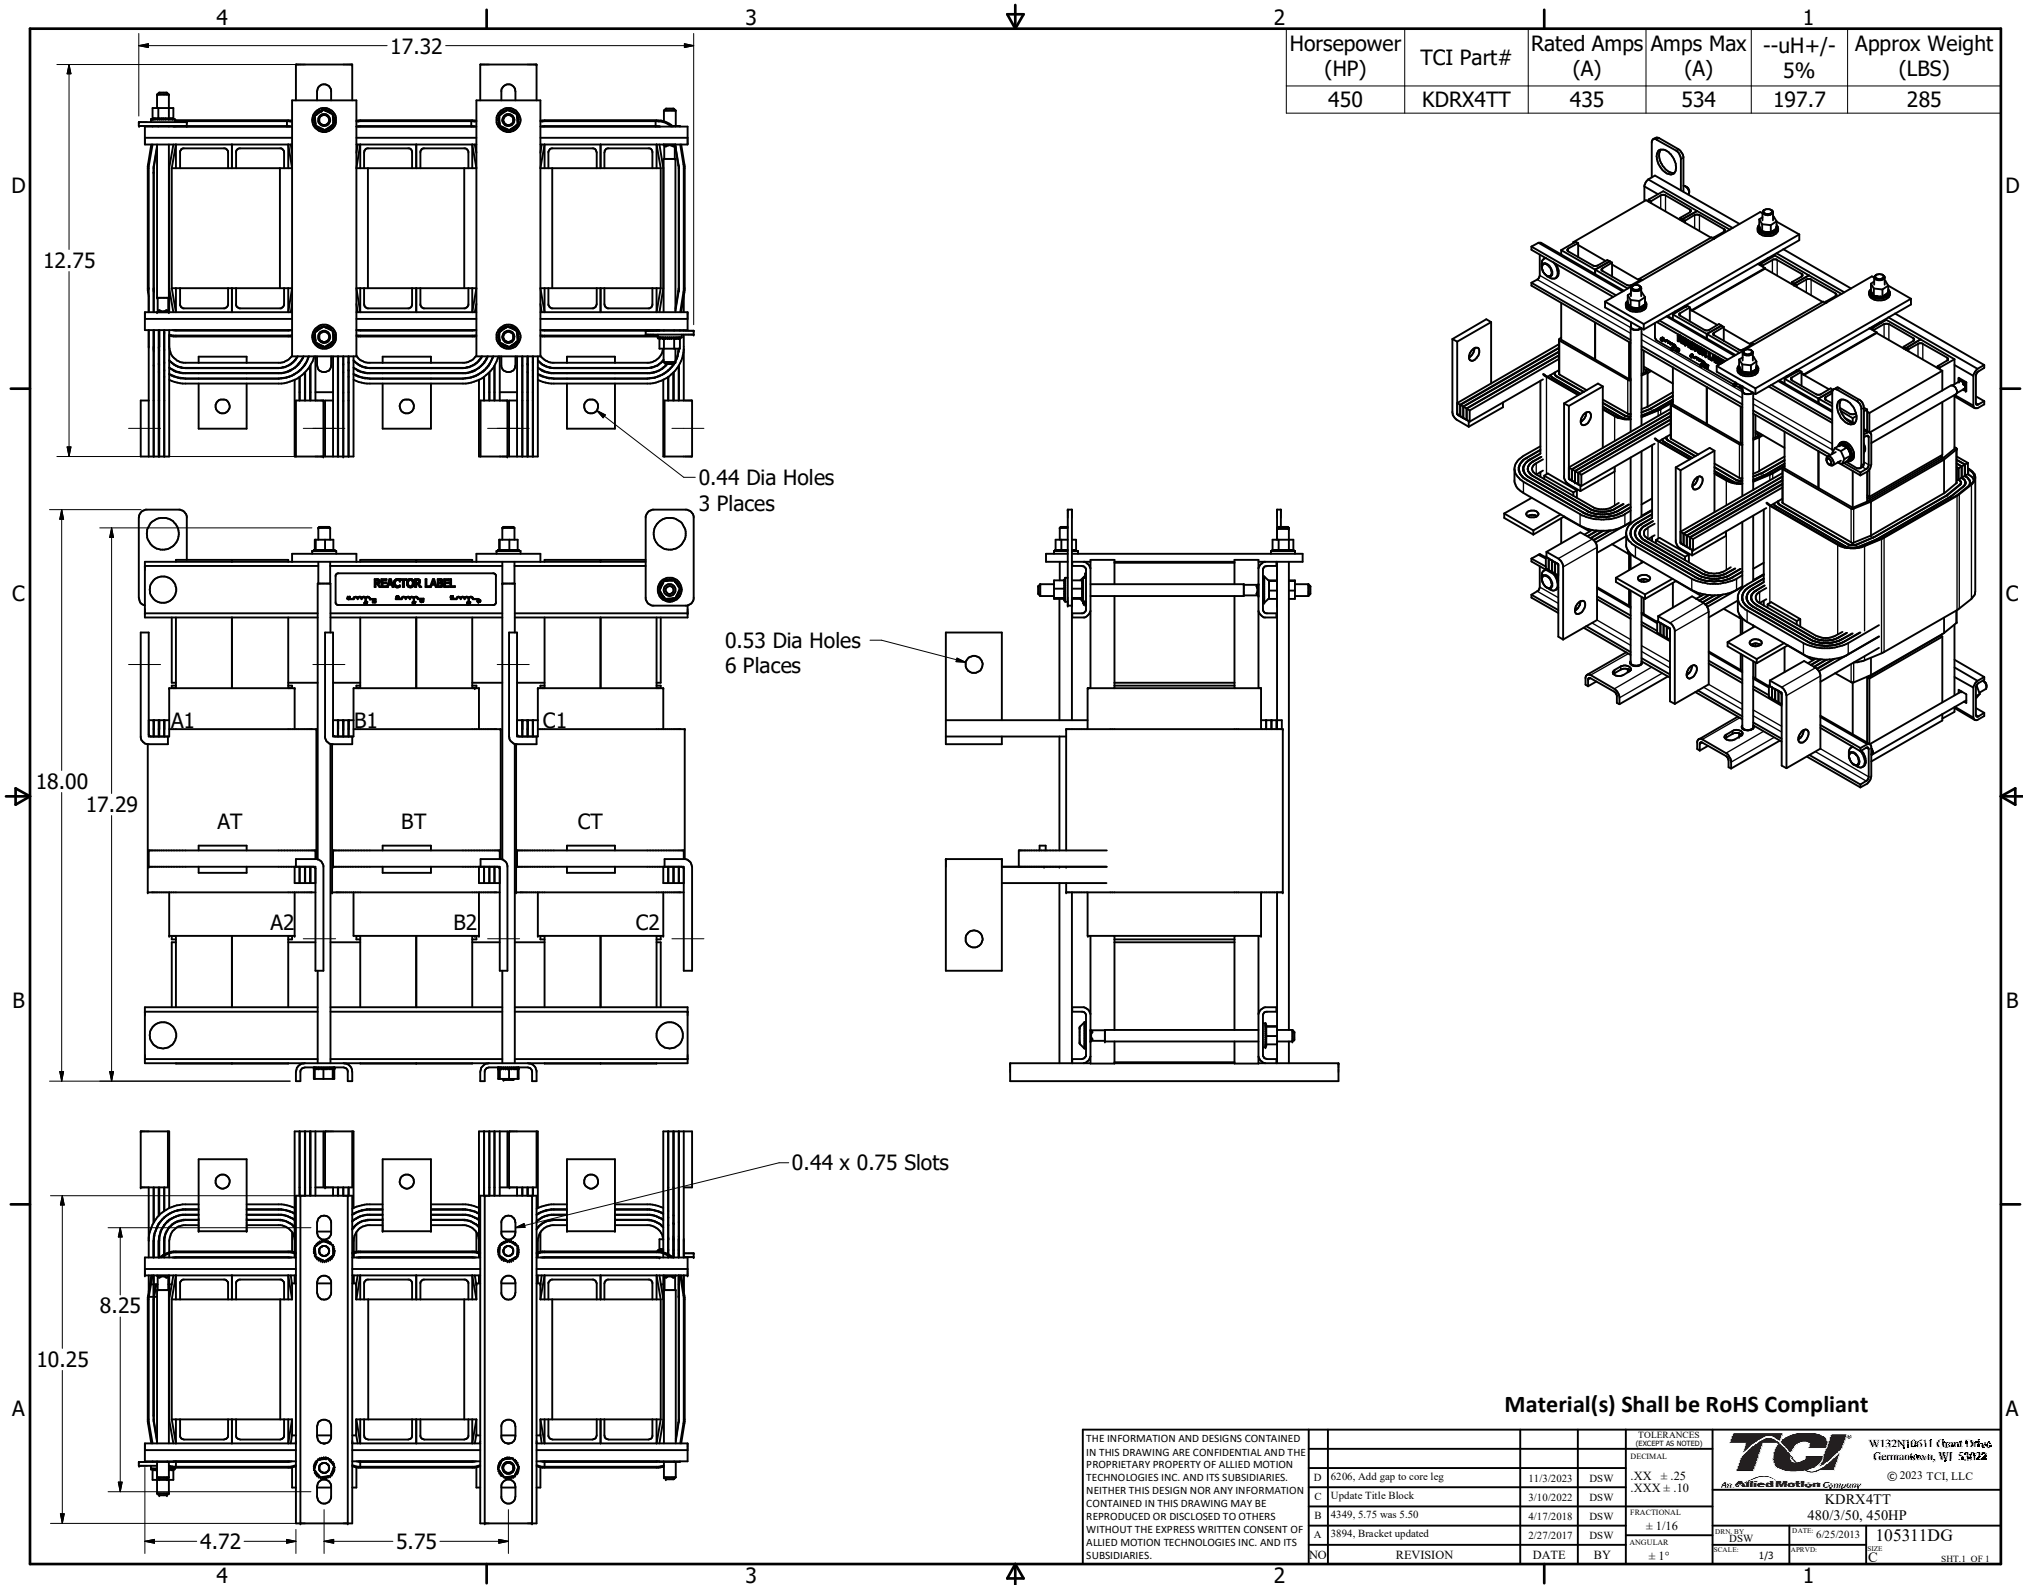 4 3 2 1
Horsepower (HP) TCI Part# Rated Amps (A) Amps Max (A) --uH+/- 5% Approx Weight (LBS)
450 KDRX4TT 435 534 197.7 285
D
D
17.32
12.75
0.44 Dia Holes
3 Places
C
C
REACTOR LABEL
0.53 Dia Holes
6 Places
A1 B1 C1
18.00
17.29
AT BT CT
A2 B2 C2
B
B
0.44 x 0.75 Slots
8.25
10.25
A
A
4.72 5.75
Material(s) Shall be RoHS Compliant
THE INFORMATION AND DESIGNS CONTAINED
IN THIS DRAWING ARE CONFIDENTIAL AND THE
PROPRIETARY PROPERTY OF ALLIED MOTION
TECHNOLOGIES INC. AND ITS SUBSIDIARIES.
NEITHER THIS DESIGN NOR ANY INFORMATION
CONTAINED IN THIS DRAWING MAY BE
REPRODUCED OR DISCLOSED TO OTHERS
WITHOUT THE EXPRESS WRITTEN CONSENT OF
ALLIED MOTION TECHNOLOGIES INC. AND ITS
SUBSIDIARIES.
D 6206, Add gap to core leg 11/3/2023 DSW
C Update Title Block 3/10/2022 DSW
B 4349, 5.75 was 5.50 4/17/2018 DSW
A 3894, Bracket updated 2/27/2017 DSW
NO REVISION DATE BY
TOLERANCES
(EXCEPT AS NOTED)
DECIMAL
.XX ± .25
.XXX ± .10
FRACTIONAL
± 1/16
ANGULAR
± 1°
TCI
An Allied Motion Company
W132N10611 Grant Drive
Germantown, WI 53022
© 2023 TCI, LLC
KDRX4TT
480/3/50, 450HP
DRN. BY DSW
DATE: 6/25/2013
105311DG
SCALE: 1/3
APRVD:
SIZE C
SHT.1 OF 1
4 3 2 1